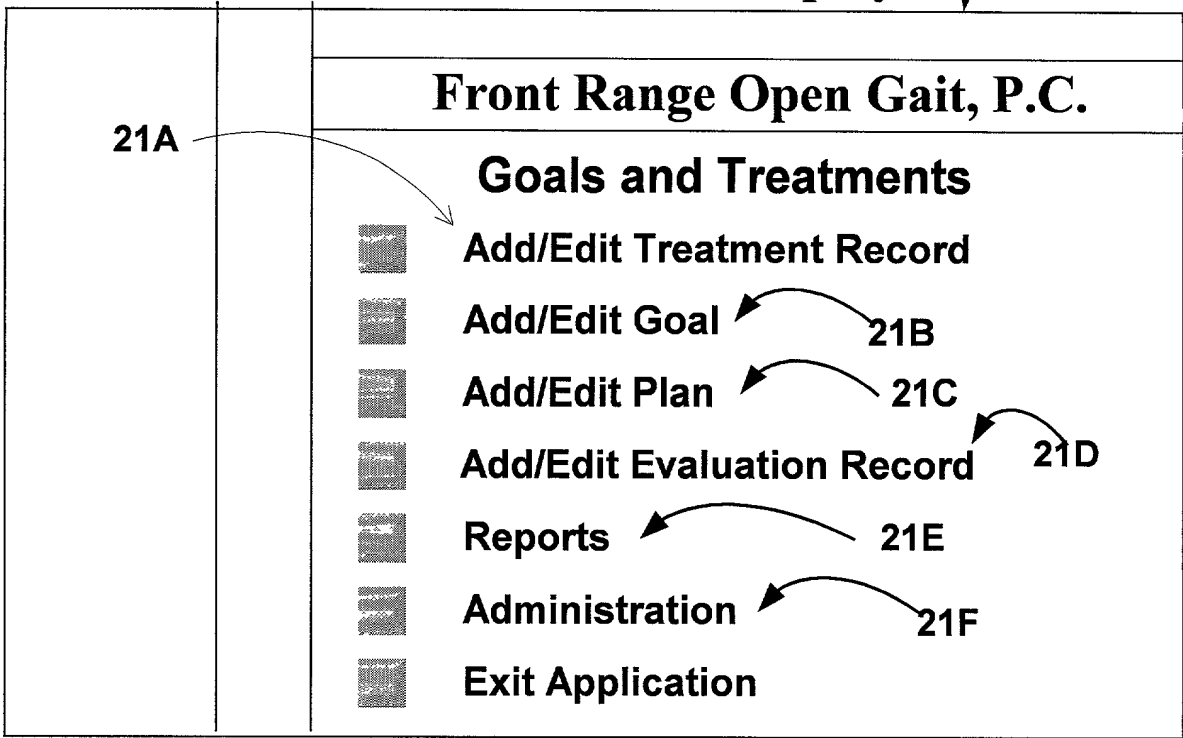 Front Range Open Gait, P.C.
21A
Goals and Treatments
Add/Edit Treatment Record
Add/Edit Goal
21B
Add/Edit Plan
21C
Add/Edit Evaluation Record
21D
Reports
21E
Administration
21F
Exit Application